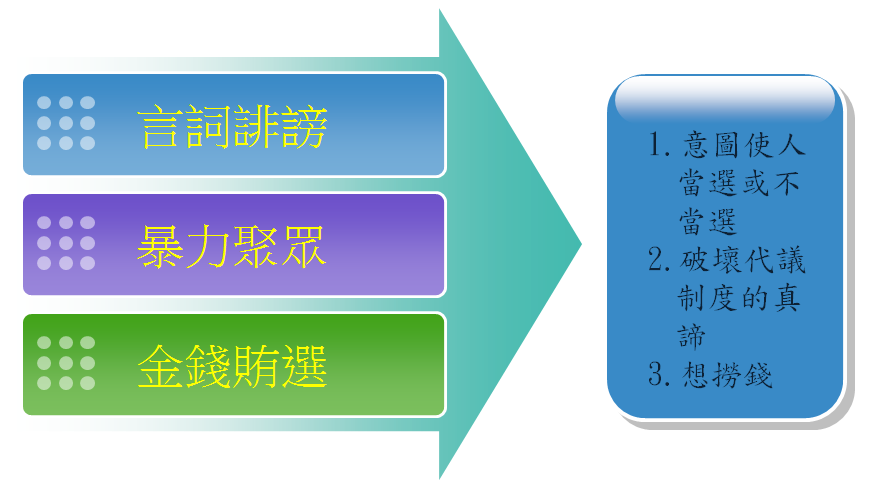 言詞誹謗
暴力聚眾
金錢賄選
1. 意圖使人
當選或不
當選
2. 破壞代議
制度的真
諦
3. 想撈錢